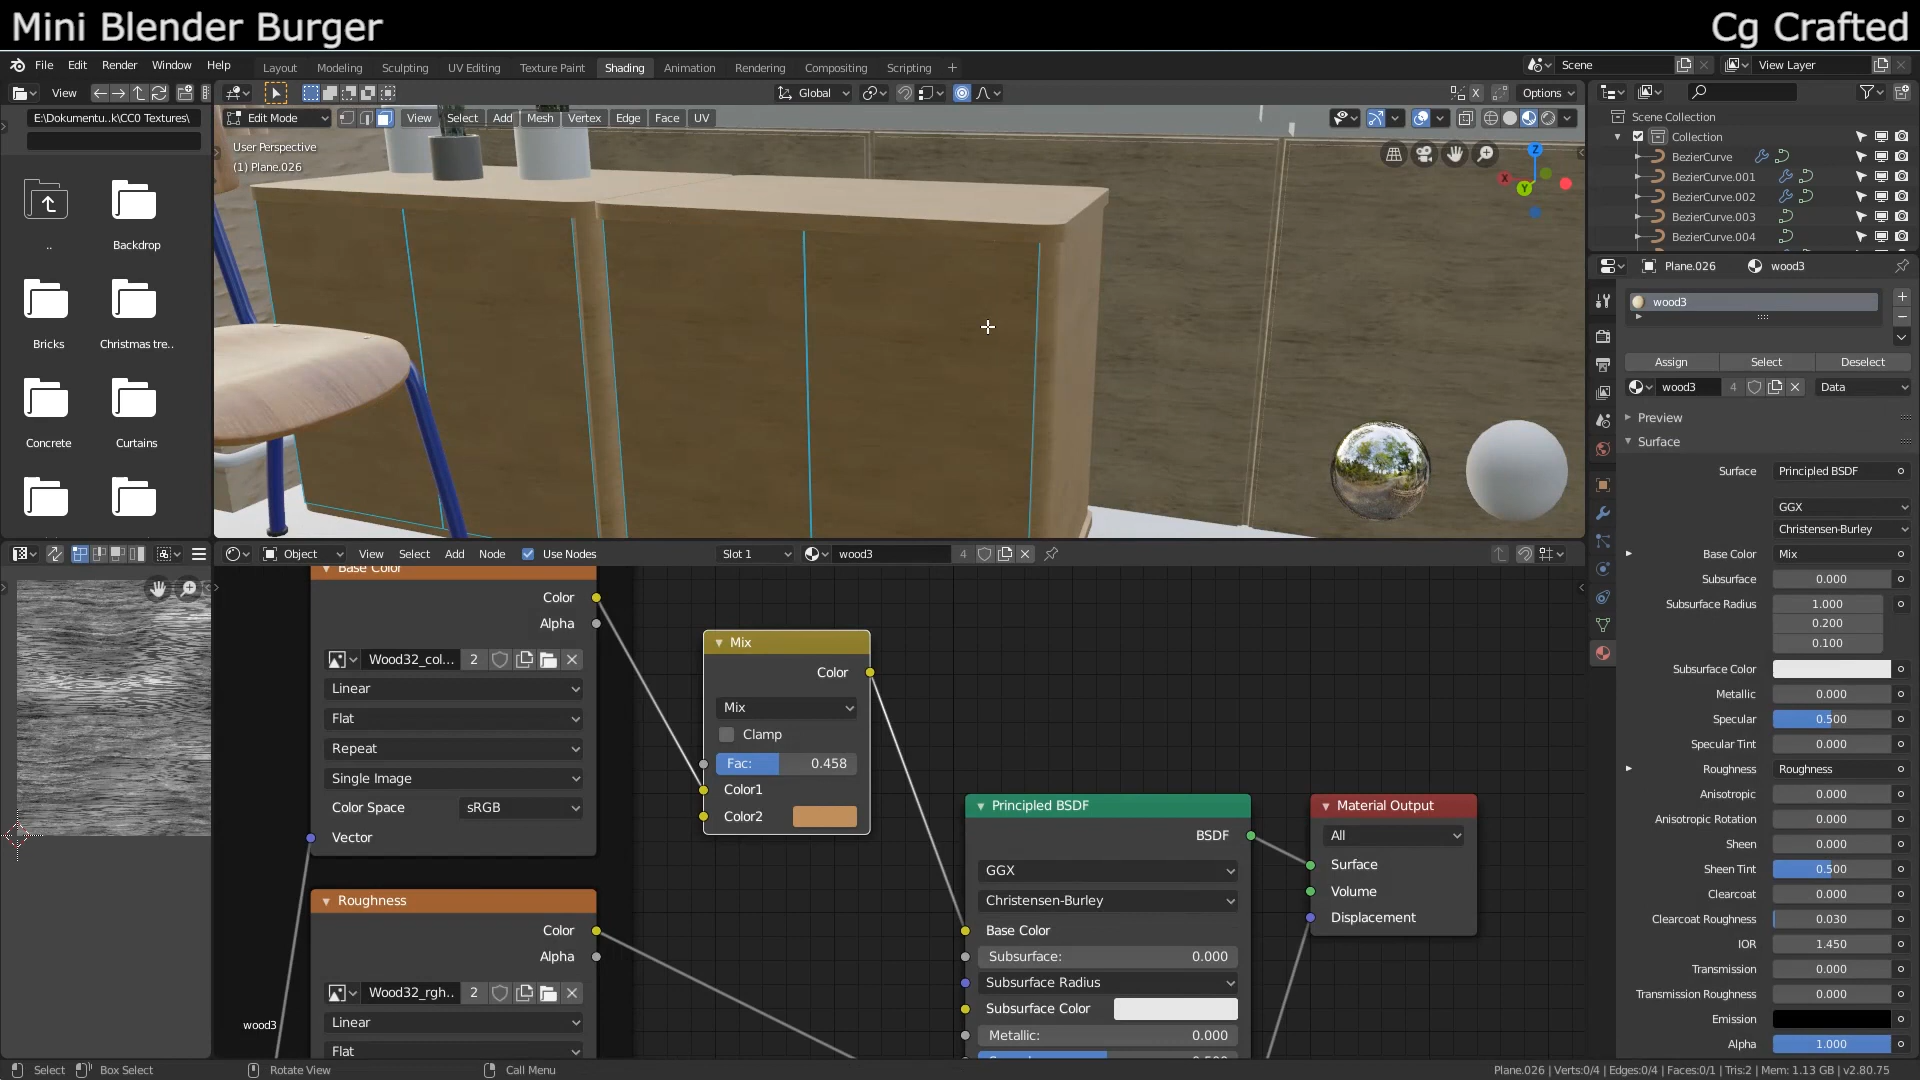 Mini Blender Burger
Cg Crafted
File Edit Render Window Help
Layout Modeling Sculpting UV Editing Texture Paint Shading Animation Rendering Compositing Scripting +
Scene
View Layer
View
Global
X
Options
E:\Dokumentu..k\CC0 Textures\
Edit Mode View Select Add Mesh Vertex Edge Face UV
User Perspective
(1) Plane.026
Z
X
Y
..
Backdrop
Bricks
Christmas tre..
Concrete
Curtains
Scene Collection
Collection
BezierCurve
BezierCurve.001
BezierCurve.002
BezierCurve.003
BezierCurve.004
Plane.026
wood3
wood3
Assign Select Deselect
wood3 4 Data
Preview
Surface
Surface Principled BSDF
GGX
Christensen-Burley
Base Color Mix
Subsurface 0.000
Subsurface Radius 1.000
0.200
0.100
Subsurface Color
Metallic 0.000
Specular 0.500
Specular Tint 0.000
Roughness Roughness
Anisotropic 0.000
Anisotropic Rotation 0.000
Sheen 0.000
Sheen Tint 0.500
Clearcoat 0.000
Clearcoat Roughness 0.030
IOR 1.450
Transmission 0.000
Transmission Roughness 0.000
Emission
Alpha 1.000
Object View Select Add Node Use Nodes Slot 1 wood3 4
Base Color
Color
Alpha
Wood32_col... 2
Linear
Flat
Repeat
Single Image
Color Space sRGB
Vector
Roughness
Color
Alpha
Wood32_rgh.. 2
Linear
Flat
wood3
Mix
Color
Mix
Clamp
Fac: 0.458
Color1
Color2
Principled BSDF
BSDF
GGX
Christensen-Burley
Base Color
Subsurface: 0.000
Subsurface Radius
Subsurface Color
Metallic: 0.000
Material Output
All
Surface
Volume
Displacement
Select Box Select Rotate View Call Menu
Plane.026 | Verts:0/4 | Edges:0/4 | Faces:0/1 | Tris:2 | Mem: 1.13 GB | v2.80.75